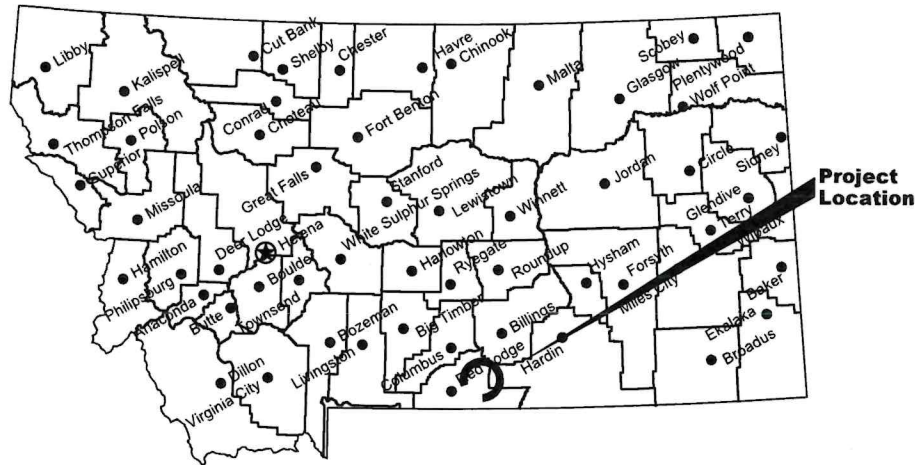 Libby
Kalispell
Cut Bank
Shelby
Chester
Havre
Chinook
Malta
Glasgow
Scobey
Plentywood
Wolf Point
Thompson Falls
Polson
Superior
Conrad
Choteau
Fort Benton
Missoula
Great Falls
Stanford
Lewistown
Winnett
Jordan
Circle
Sidney
Project
Location
Glendive
Terry
Wibaux
Hamilton
Philipsburg
Deer Lodge
Helena
White Sulphur Springs
Harlowton
Ryegate
Roundup
Hysham
Forsyth
Miles City
Baker
Ekalaka
Broadus
Anaconda
Butte
Boulder
Townsend
Bozeman
Livingston
Big Timber
Columbus
Billings
Red Lodge
Hardin
Dillon
Virginia City